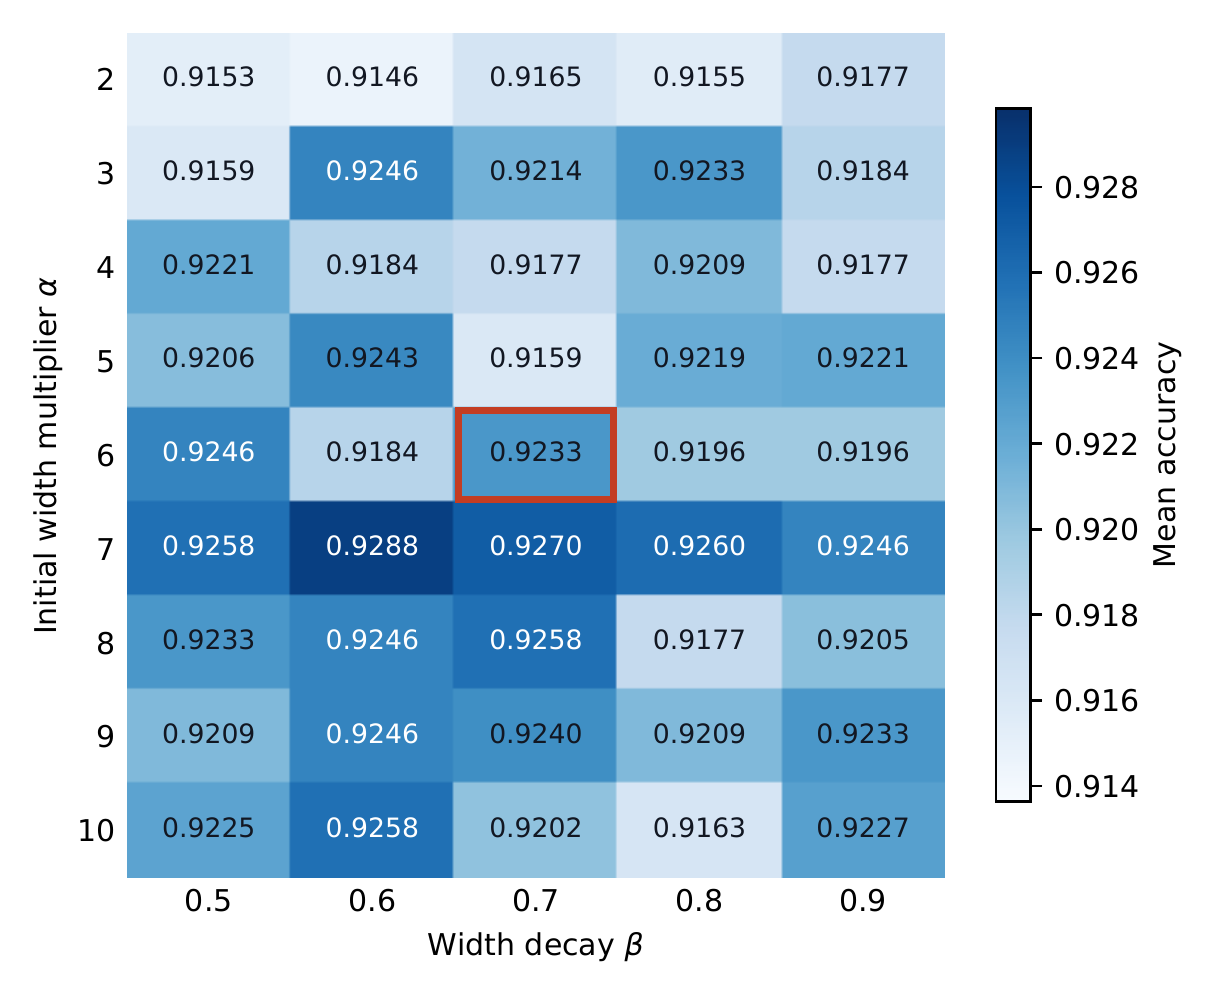 2 0.9153 0.9146 0.9165 0.9155 0.9177
3 0.9159 0.9246 0.9214 0.9233 0.9184
4 0.9221 0.9184 0.9177 0.9209 0.9177
5 0.9206 0.9243 0.9159 0.9219 0.9221
6 0.9246 0.9184 0.9233 0.9196 0.9196
7 0.9258 0.9288 0.9270 0.9260 0.9246
8 0.9233 0.9246 0.9258 0.9177 0.9205
9 0.9209 0.9246 0.9240 0.9209 0.9233
10 0.9225 0.9258 0.9202 0.9163 0.9227
0.5 0.6 0.7 0.8 0.9
Width decay β
Initial width multiplier α
0.928
0.926
0.924
0.922
0.920
0.918
0.916
0.914
Mean accuracy